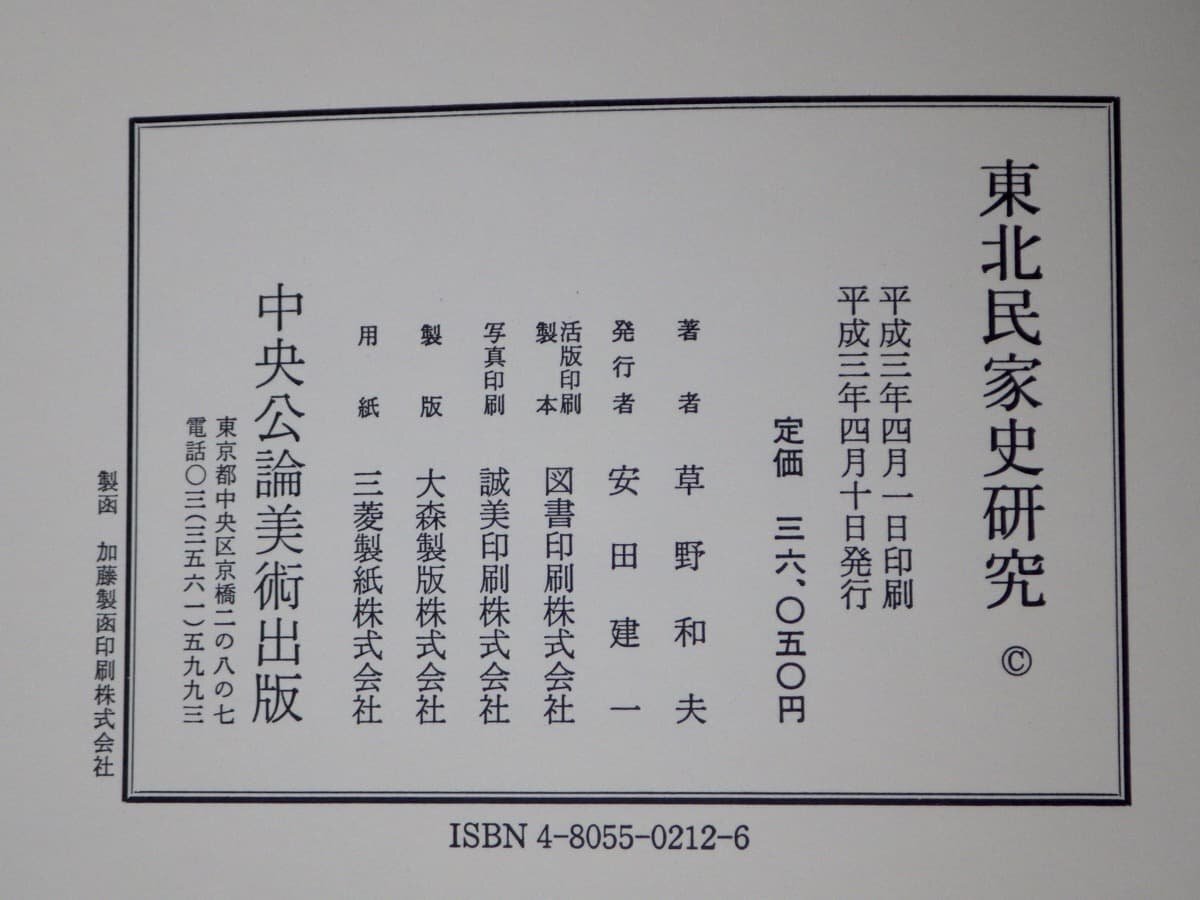 東北民家史研究 ©
平成三年四月一日印刷
平成三年四月十日発行
定価 三六、〇五〇円
著者 草野和夫
発行者 安田建一
活版印刷
製本 図書印刷株式会社
写真印刷 誠美印刷株式会社
製版 大森製版株式会社
用紙 三菱製紙株式会社
中央公論美術出版
東京都中央区京橋二の八の七
電話〇三(三五六一)五九九三
製函 加藤製函印刷株式会社
ISBN 4-8055-0212-6